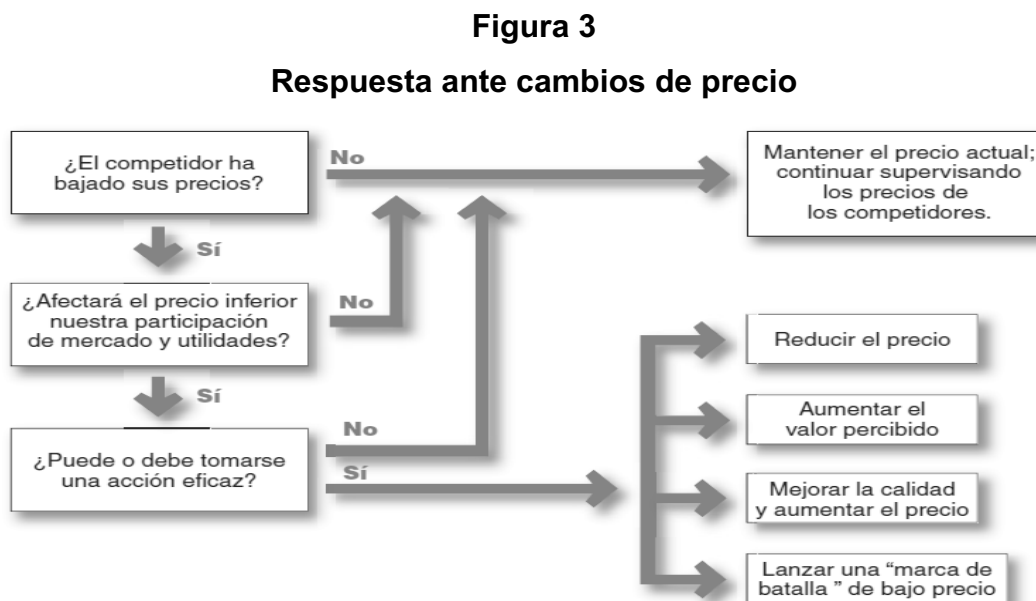 Figura 3
Respuesta ante cambios de precio
¿El competidor ha
bajado sus precios?
No
Mantener el precio actual;
continuar supervisando
los precios de
los competidores.
Sí
¿Afectará el precio inferior
nuestra participación
de mercado y utilidades?
No
Sí
¿Puede o debe tomarse
una acción eficaz?
No
Sí
Reducir el precio
Aumentar el
valor percibido
Mejorar la calidad
y aumentar el precio
Lanzar una “marca de
batalla ” de bajo precio